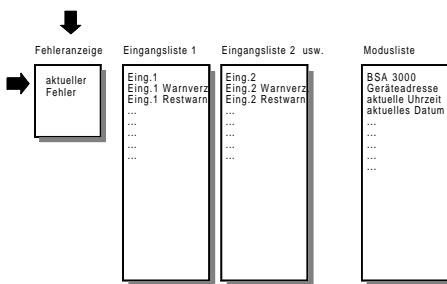 Fehleranzeige
Eingangsliste 1
Eingangsliste 2 usw.
Modusliste
aktueller
Fehler
Eing.1
Eing.1 Warnverz
Eing.1 Restwarn
...
...
...
...
...
Eing.2
Eing.2 Warnverz
Eing.2 Restwarn
...
...
...
...
...
BSA 3000
Geräteadresse
aktuelle Uhrzeit
aktuelles Datum
...
...
...
...
...